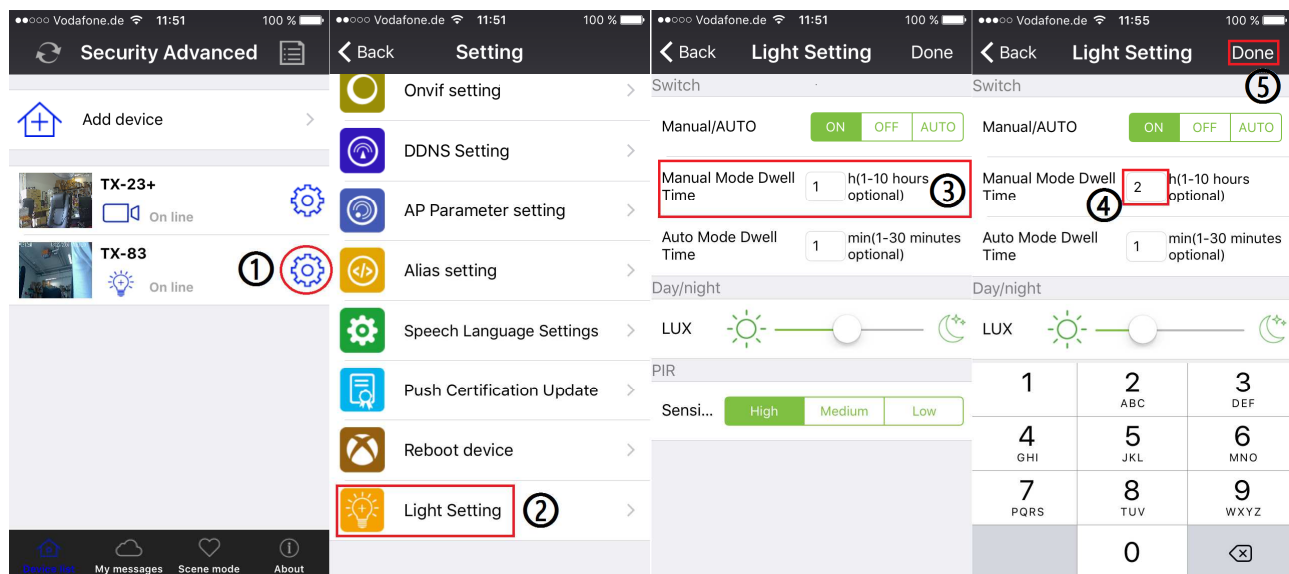 Vodafone.de 11:51 100 %
Security Advanced
Add device
TX-23+
On line
TX-83
On line
1
Device list My messages Scene mode About
Vodafone.de 11:51 100 %
Back Setting
Onvif setting
DDNS Setting
AP Parameter setting
Alias setting
Speech Language Settings
Push Certification Update
Reboot device
Light Setting 2
Vodafone.de 11:51 100 %
Back Light Setting Done
Switch
Manual/AUTO ON OFF AUTO
Manual Mode Dwell 1 h(1-10 hours 3
Time optional)
Auto Mode Dwell 1 min(1-30 minutes
Time optional)
Day/night
LUX
PIR
Sensi... High Medium Low
Vodafone.de 11:55 100 %
Back Light Setting Done
5
Switch
Manual/AUTO ON OFF AUTO
Manual Mode Dwell 2 h(1-10 hours
Time 4 optional)
Auto Mode Dwell 1 min(1-30 minutes
Time optional)
Day/night
LUX
1 2 3
ABC DEF
4 5 6
GHI JKL MNO
7 8 9
PQRS TUV WXYZ
0